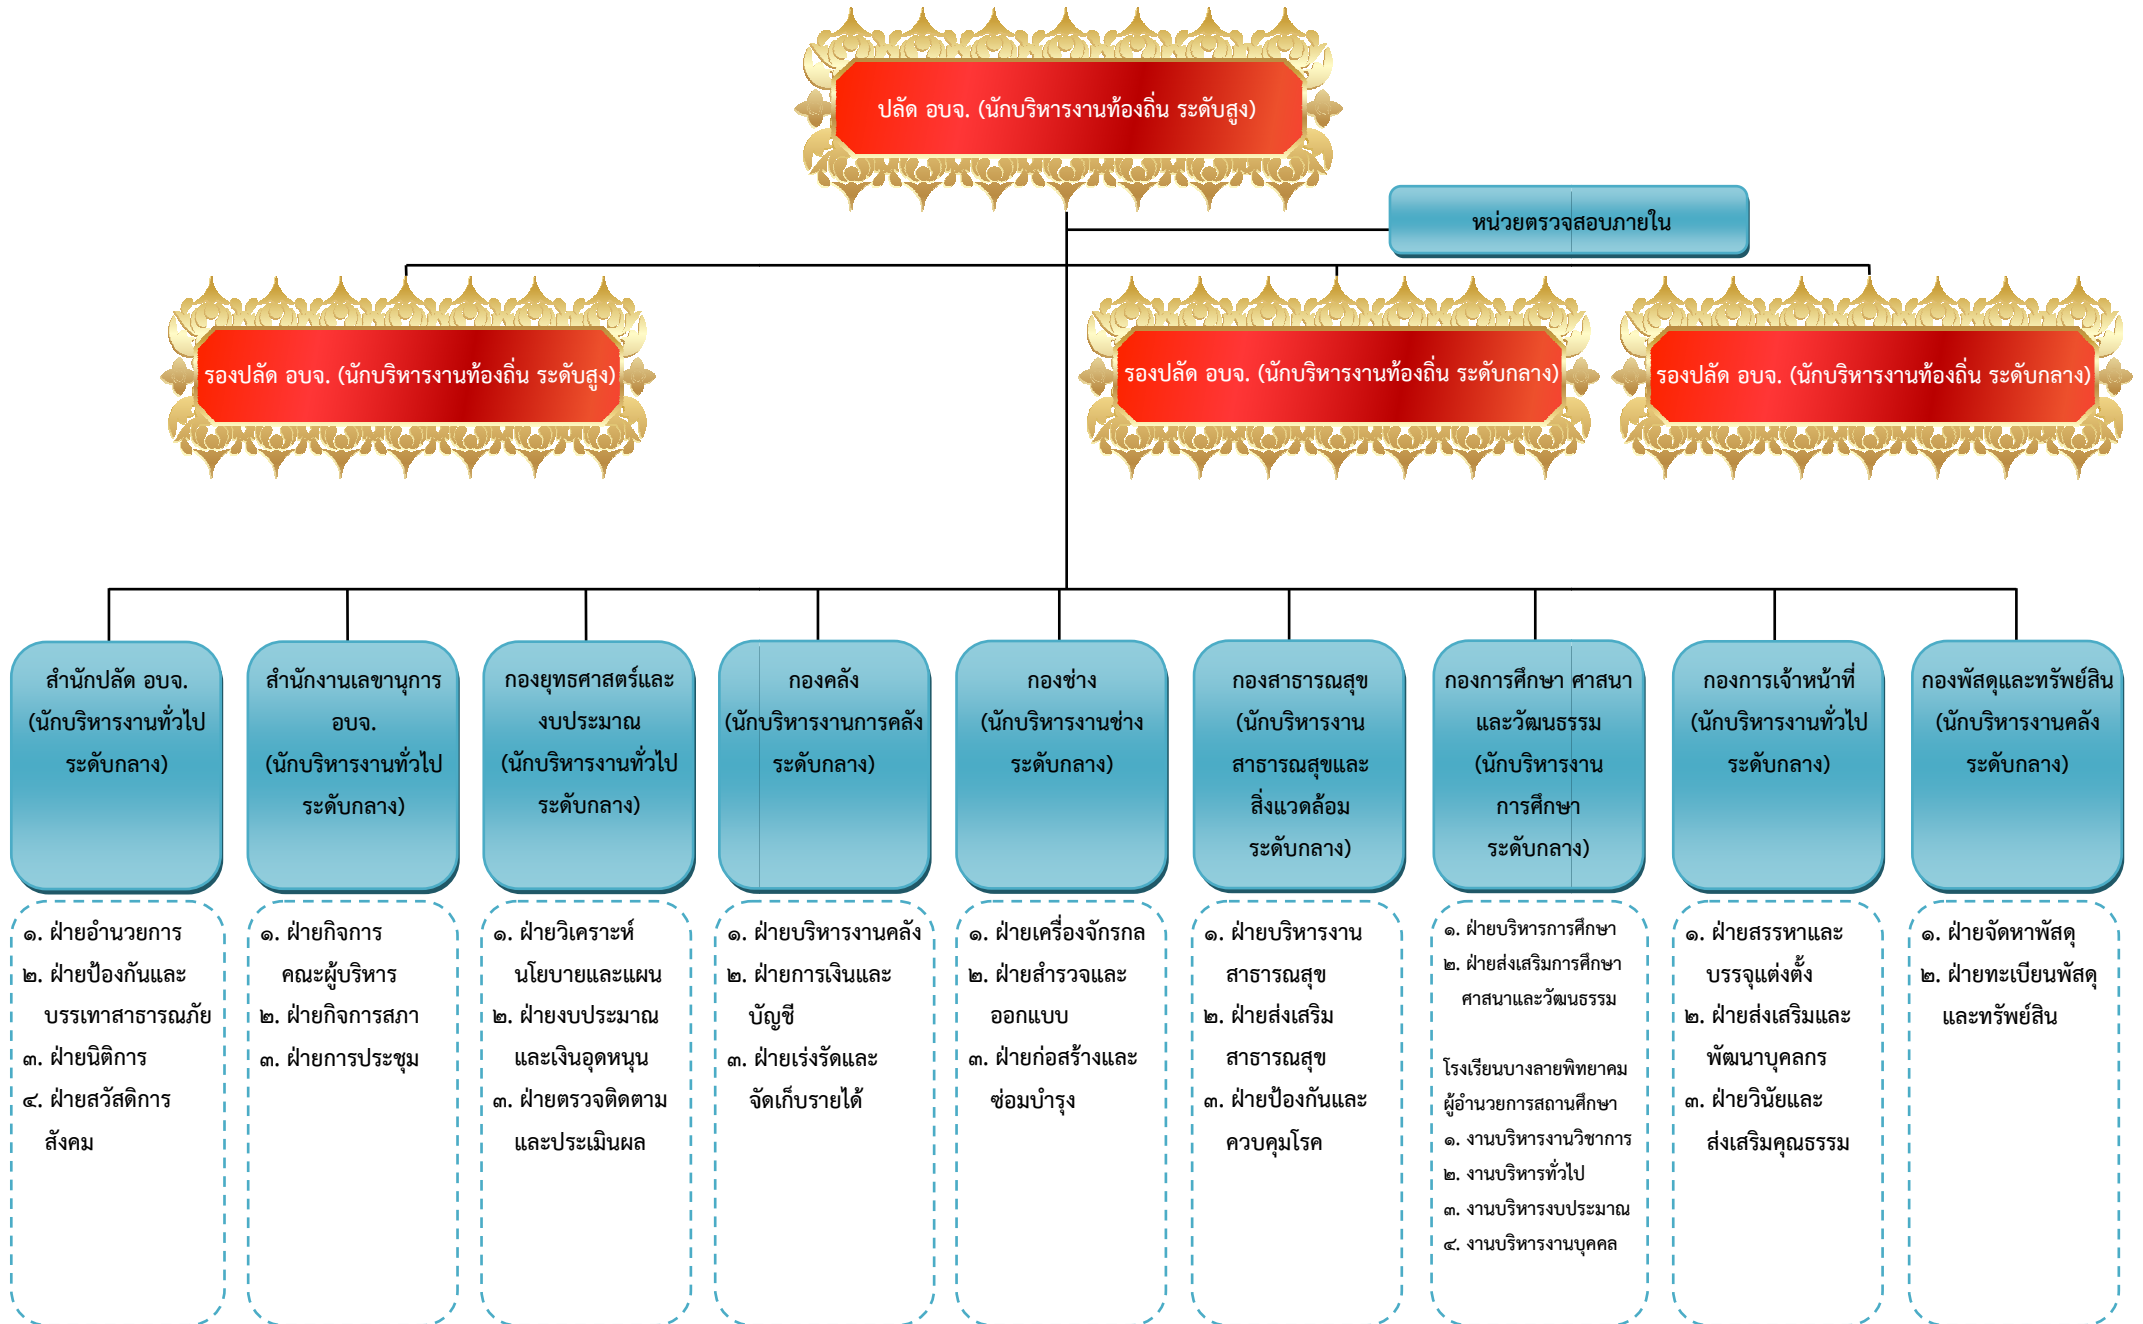 ปลัด อบจ. (นักบริหารงานท้องถิ่น ระดับสูง)
หน่วยตรวจสอบภายใน
รองปลัด อบจ. (นักบริหารงานท้องถิ่น ระดับสูง)
รองปลัด อบจ. (นักบริหารงานท้องถิ่น ระดับกลาง)
รองปลัด อบจ. (นักบริหารงานท้องถิ่น ระดับกลาง)
สำนักปลัด อบจ.
(นักบริหารงานทั่วไป
ระดับกลาง)
สำนักงานเลขานุการ
อบจ.
(นักบริหารงานทั่วไป
ระดับกลาง)
กองยุทธศาสตร์และ
งบประมาณ
(นักบริหารงานทั่วไป
ระดับกลาง)
กองคลัง
(นักบริหารงานการคลัง
ระดับกลาง)
กองช่าง
(นักบริหารงานช่าง
ระดับกลาง)
กองสาธารณสุข
(นักบริหารงาน
สาธารณสุขและ
สิ่งแวดล้อม
ระดับกลาง)
กองการศึกษา ศาสนา
และวัฒนธรรม
(นักบริหารงาน
การศึกษา
ระดับกลาง)
กองการเจ้าหน้าที่
(นักบริหารงานทั่วไป
ระดับกลาง)
กองพัสดุและทรัพย์สิน
(นักบริหารงานคลัง
ระดับกลาง)
๑. ฝ่ายอำนวยการ
๒. ฝ่ายป้องกันและ
บรรเทาสาธารณภัย
๓. ฝ่ายนิติการ
๔. ฝ่ายสวัสดิการ
สังคม
๑. ฝ่ายกิจการ
คณะผู้บริหาร
๒. ฝ่ายกิจการสภา
๓. ฝ่ายการประชุม
๑. ฝ่ายวิเคราะห์
นโยบายและแผน
๒. ฝ่ายงบประมาณ
และเงินอุดหนุน
๓. ฝ่ายตรวจติดตาม
และประเมินผล
๑. ฝ่ายบริหารงานคลัง
๒. ฝ่ายการเงินและ
บัญชี
๓. ฝ่ายเร่งรัดและ
จัดเก็บรายได้
๑. ฝ่ายเครื่องจักรกล
๒. ฝ่ายสำรวจและ
ออกแบบ
๓. ฝ่ายก่อสร้างและ
ซ่อมบำรุง
๑. ฝ่ายบริหารงาน
สาธารณสุข
๒. ฝ่ายส่งเสริม
สาธารณสุข
๓. ฝ่ายป้องกันและ
ควบคุมโรค
๑. ฝ่ายบริหารการศึกษา
๒. ฝ่ายส่งเสริมการศึกษา
ศาสนาและวัฒนธรรม
โรงเรียนบางลายพิทยาคม
ผู้อำนวยการสถานศึกษา
๑. งานบริหารงานวิชาการ
๒. งานบริหารทั่วไป
๓. งานบริหารงบประมาณ
๔. งานบริหารงานบุคคล
๑. ฝ่ายสรรหาและ
บรรจุแต่งตั้ง
๒. ฝ่ายส่งเสริมและ
พัฒนาบุคลกร
๓. ฝ่ายวินัยและ
ส่งเสริมคุณธรรม
๑. ฝ่ายจัดหาพัสดุ
๒. ฝ่ายทะเบียนพัสดุ
และทรัพย์สิน